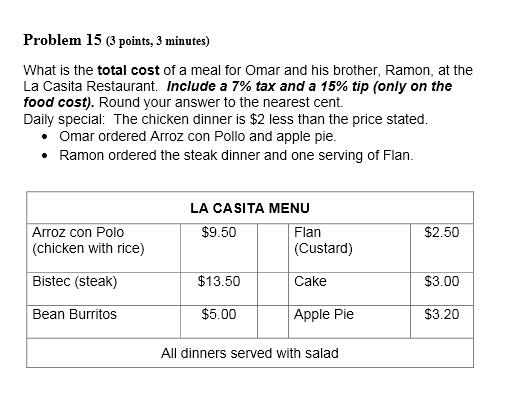 Problem 15 (3 points, 3 minutes)
What is the total cost of a meal for Omar and his brother, Ramon, at the
La Casita Restaurant. Include a 7% tax and a 15% tip (only on the
food cost). Round your answer to the nearest cent.
Daily special: The chicken dinner is $2 less than the price stated.
• Omar ordered Arroz con Pollo and apple pie.
• Ramon ordered the steak dinner and one serving of Flan.
LA CASITA MENU
Arroz con Polo $9.50 Flan $2.50
(chicken with rice) (Custard)
Bistec (steak) $13.50 Cake $3.00
Bean Burritos $5.00 Apple Pie $3.20
All dinners served with salad